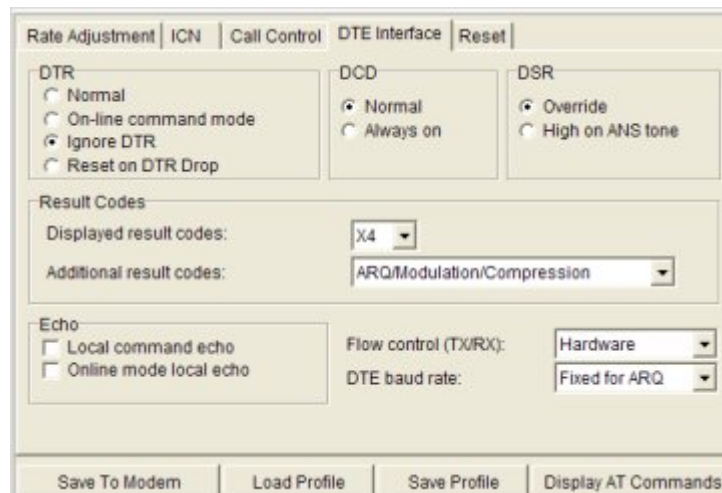 Rate Adjustment ICN Call Control DTE Interface Reset
DTR DCD DSR
Normal Normal Override
On-line command mode Always on High on ANS tone
Ignore DTR
Reset on DTR Drop
Result Codes
Displayed result codes: X4
Additional result codes: ARQ/Modulation/Compression
Echo
Local command echo Flow control (TX/RX): Hardware
Online mode local echo DTE baud rate: Fixed for ARQ
Save To Modem Load Profile Save Profile Display AT Commands